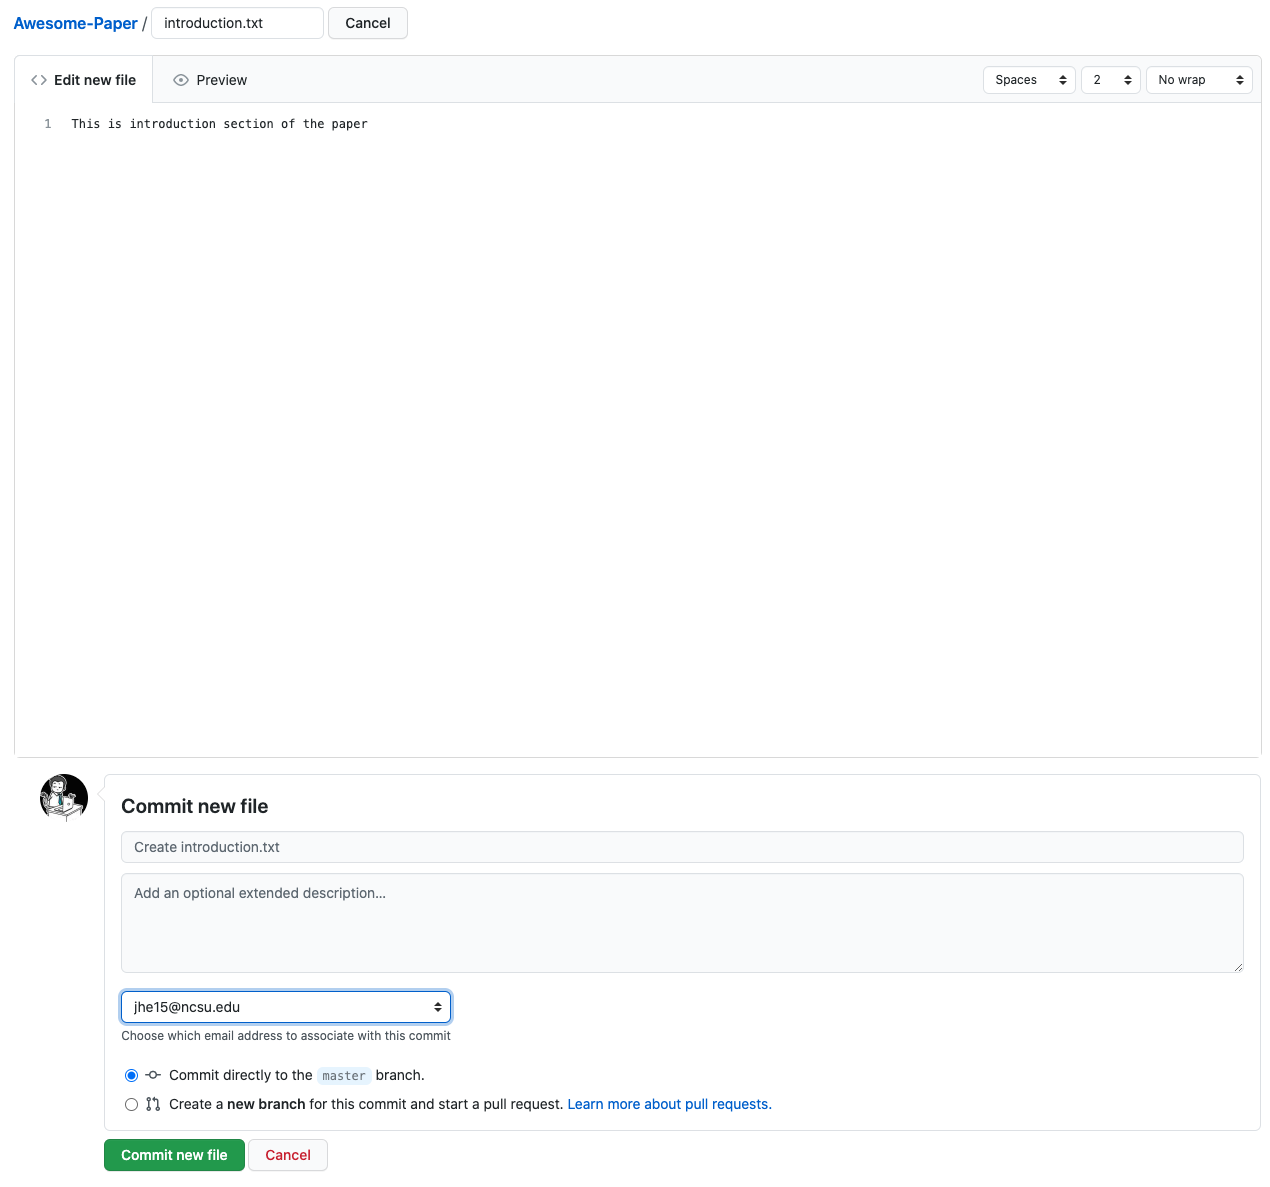 Awesome-Paper / introduction.txt Cancel
Edit new file Preview Spaces 2 No wrap
1 This is introduction section of the paper
Commit new file
Create introduction.txt
Add an optional extended description...
jhe15@ncsu.edu
Choose which email address to associate with this commit
Commit directly to the master branch.
Create a new branch for this commit and start a pull request. Learn more about pull requests.
Commit new file Cancel